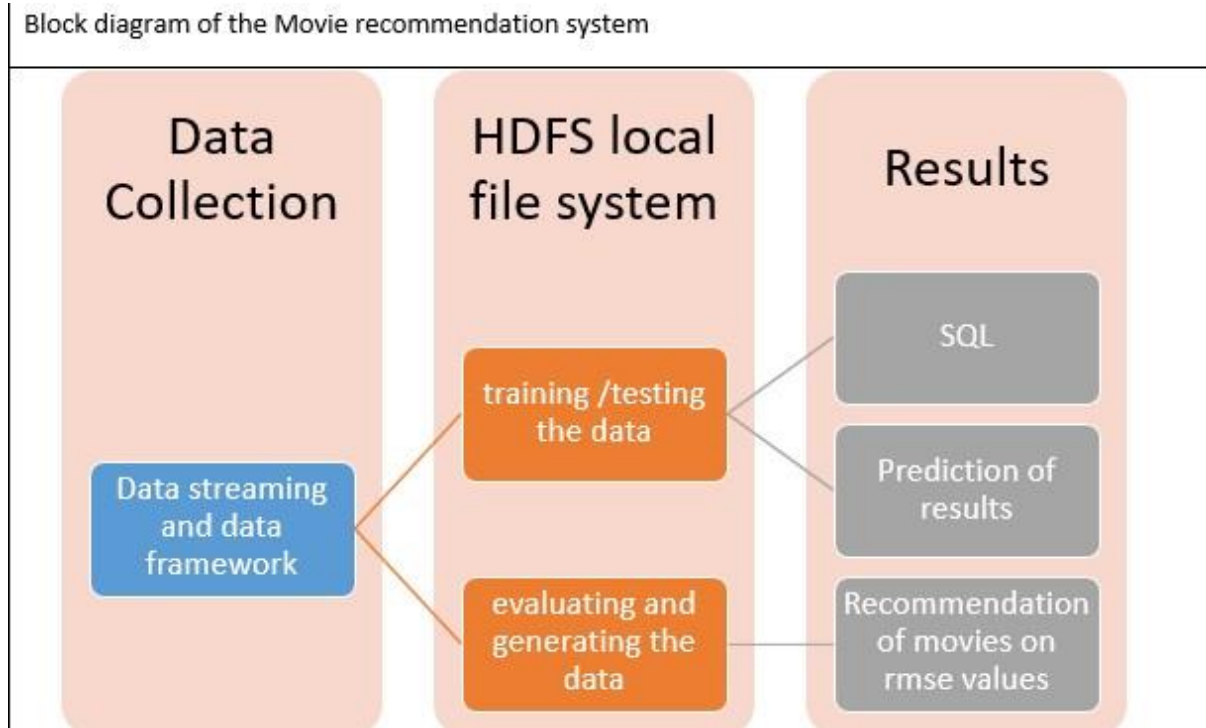 Block diagram of the Movie recommendation system
Data
Collection
HDFS local
file system
Results
Data streaming
and data
framework
training /testing
the data
evaluating and
generating the
data
SQL
Prediction of
results
Recommendation
of movies on
rmse values